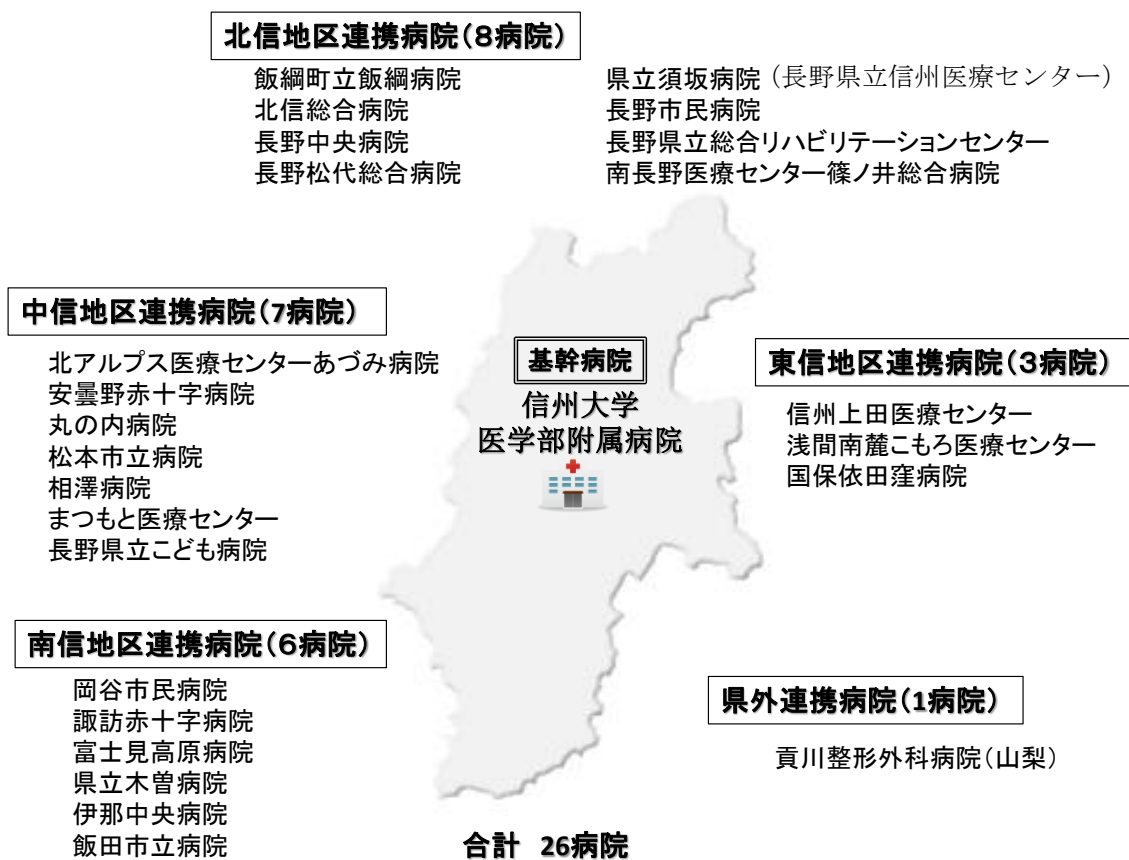 北信地区連携病院(8病院)
飯綱町立飯綱病院
北信総合病院
長野中央病院
長野松代総合病院
県立須坂病院(長野県立信州医療センター)
長野市民病院
長野県立総合リハビリテーションセンター
南長野医療センター篠ノ井総合病院
中信地区連携病院(7病院)
北アルプス医療センターあづみ病院
安曇野赤十字病院
丸の内病院
松本市立病院
相澤病院
まつもと医療センター
長野県立こども病院
基幹病院
信州大学
医学部附属病院
東信地区連携病院(3病院)
信州上田医療センター
浅間南麓こもろ医療センター
国保依田窪病院
南信地区連携病院(6病院)
岡谷市民病院
諏訪赤十字病院
富士見高原病院
県立木曽病院
伊那中央病院
飯田市立病院
県外連携病院(1病院)
貢川整形外科病院(山梨)
合計 26病院